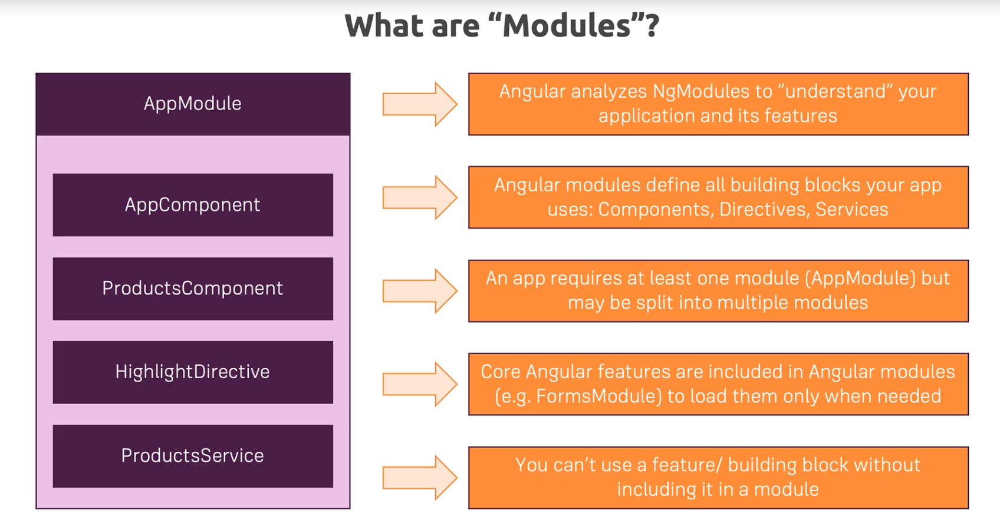 What are “Modules”?
AppModule
AppComponent
ProductsComponent
HighlightDirective
ProductsService
Angular analyzes NgModules to ”understand” your
application and its features
Angular modules define all building blocks your app
uses: Components, Directives, Services
An app requires at least one module (AppModule) but
may be split into multiple modules
Core Angular features are included in Angular modules
(e.g. FormsModule) to load them only when needed
You can’t use a feature/ building block without
including it in a module